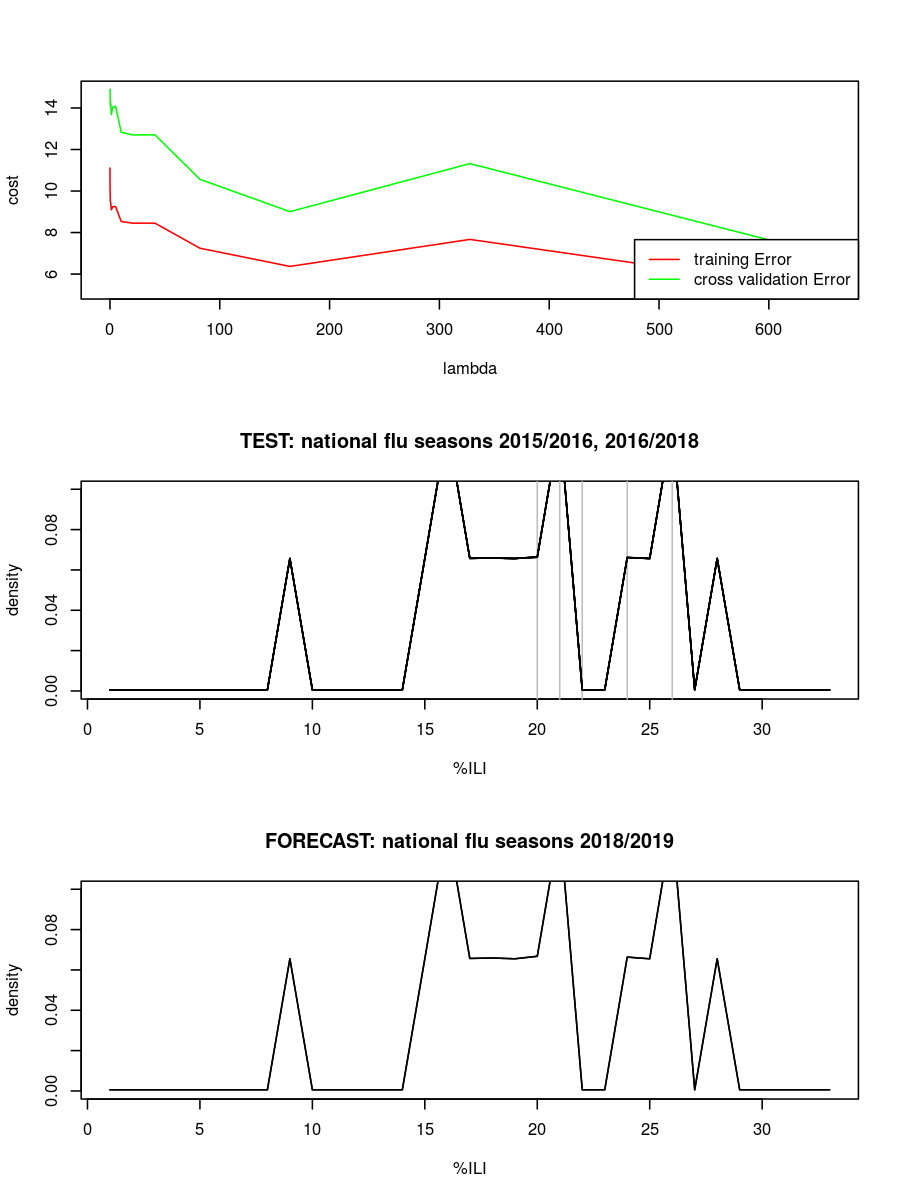 14
12
10
8
6
cost
training Error
cross validation Error
0 100 200 300 400 500 600
lambda
TEST: national flu seasons 2015/2016, 2016/2018
0.08
0.04
0.00
density
0 5 10 15 20 25 30
%ILI
FORECAST: national flu seasons 2018/2019
0.08
0.04
0.00
density
0 5 10 15 20 25 30
%ILI